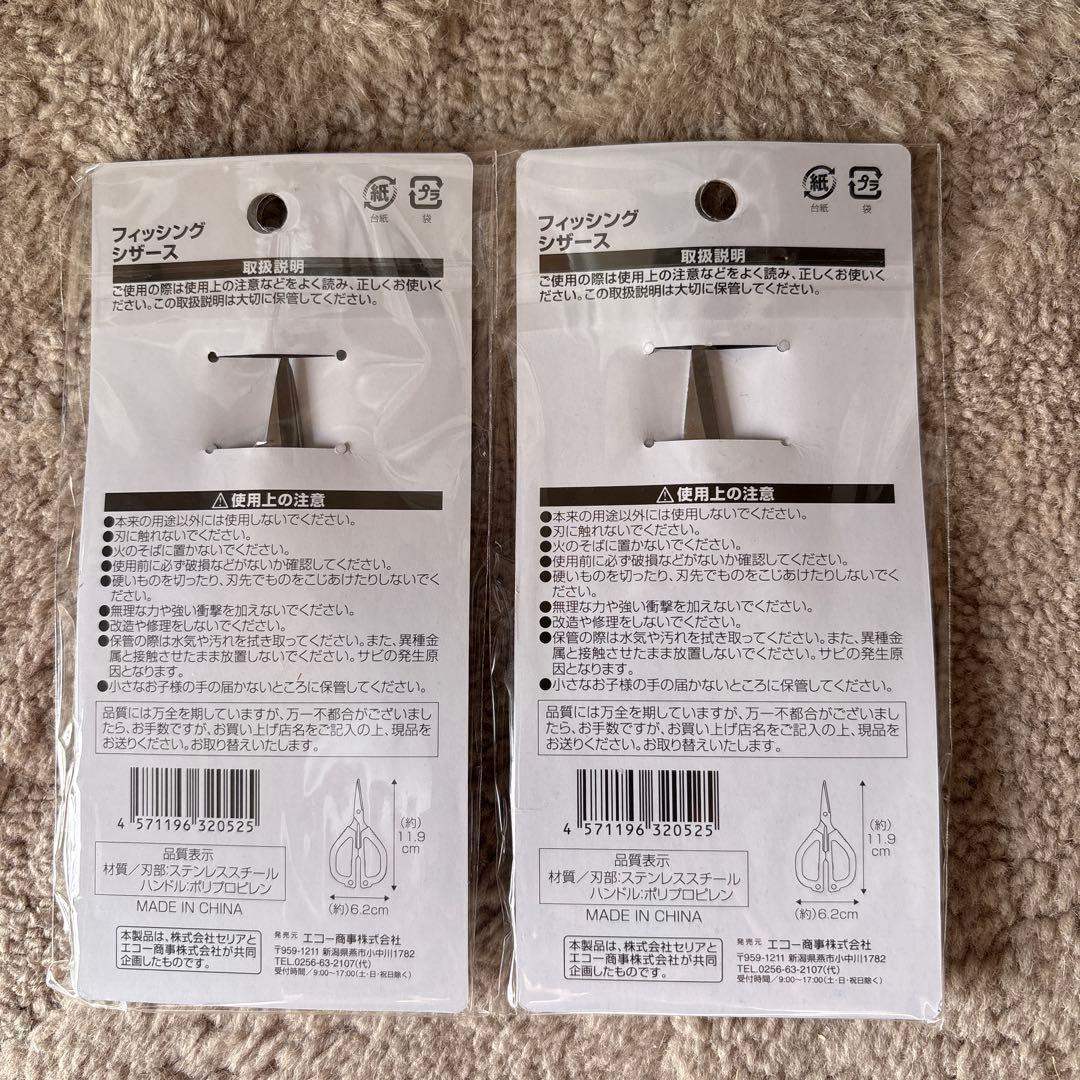 紙
プラ
台紙
袋
フィッシング
シザース
取扱説明
ご使用の際は使用上の注意などをよく読み、正しくお使いく
ださい。この取扱説明は大切に保管してください。
⚠使用上の注意
●本来の用途以外には使用しないでください。
●刃に触れないでください。
●火のそばに置かないでください。
●使用前に必ず破損などがないか確認してください。
●硬いものを切ったり、刃先でものをこじあけたりしないでく
ださい。
●無理な力や強い衝撃を加えないでください。
●改造や修理をしないでください。
●保管の際は水気や汚れを拭き取ってください。また、異種金
属と接触させたまま放置しないでください。サビの発生原
因となります。
●小さなお子様の手の届かないところに保管してください。
品質には万全を期していますが、万一不都合がございまし
たら、お手数ですが、お買い上げ店名をご記入の上、現品を
お送りください。お取り替えいたします。
4 571196 320525
(約)
11.9
cm
(約)6.2cm
品質表示
材質／刃部:ステンレススチール
ハンドル:ポリプロピレン
MADE IN CHINA
本製品は、株式会社セリアと
エコー商事株式会社が共同
企画したものです。
発売元 エコー商事株式会社
〒959-1211 新潟県燕市小中川1782
TEL.0256-63-2107(代)
受付時間／9:00〜17:00(土・日・祝日除く)
紙
プラ
台紙
袋
フィッシング
シザース
取扱説明
ご使用の際は使用上の注意などをよく読み、正しくお使いく
ださい。この取扱説明は大切に保管してください。
⚠使用上の注意
●本来の用途以外には使用しないでください。
●刃に触れないでください。
●火のそばに置かないでください。
●使用前に必ず破損などがないか確認してください。
●硬いものを切ったり、刃先でものをこじあけたりしないでく
ださい。
●無理な力や強い衝撃を加えないでください。
●改造や修理をしないでください。
●保管の際は水気や汚れを拭き取ってください。また、異種金
属と接触させたまま放置しないでください。サビの発生原
因となります。
●小さなお子様の手の届かないところに保管してください。
品質には万全を期していますが、万一不都合がございまし
たら、お手数ですが、お買い上げ店名をご記入の上、現品を
お送りください。お取り替えいたします。
4 571196 320525
(約)
11.9
cm
(約)6.2cm
品質表示
材質／刃部:ステンレススチール
ハンドル:ポリプロピレン
MADE IN CHINA
本製品は、株式会社セリアと
エコー商事株式会社が共同
企画したものです。
発売元 エコー商事株式会社
〒959-1211 新潟県燕市小中川1782
TEL.0256-63-2107(代)
受付時間／9:00〜17:00(土・日・祝日除く)